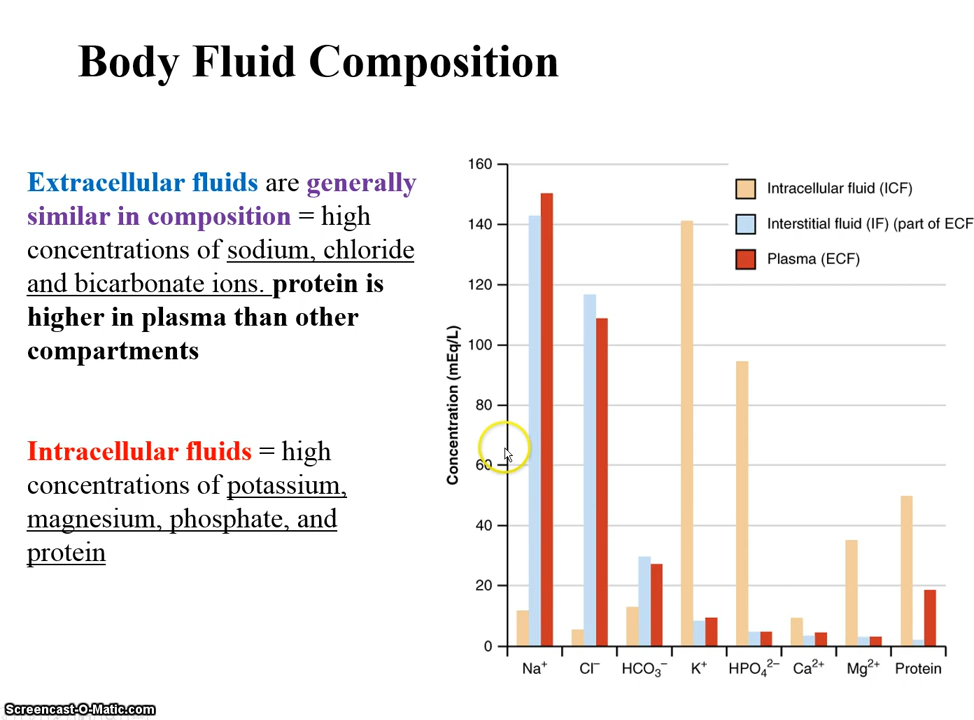 Body Fluid Composition
Extracellular fluids are generally
similar in composition = high
concentrations of sodium, chloride
and bicarbonate ions. protein is
higher in plasma than other
compartments
Intracellular fluids = high
concentrations of potassium,
magnesium, phosphate, and
protein
Concentration (mEq/L)
160
140
120
100
80
60
40
20
0
Intracellular fluid (ICF)
Interstitial fluid (IF) (part of ECF
Plasma (ECF)
Na⁺ Cl⁻ HCO₃⁻ K⁺ HPO₄²⁻ Ca²⁺ Mg²⁺ Protein
Screencast-O-Matic.com